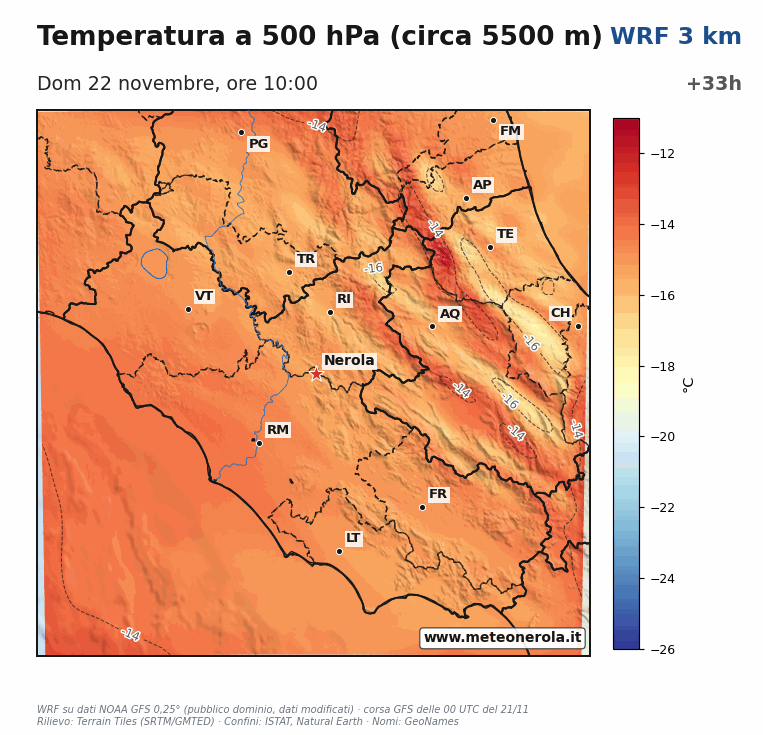 Temperatura a 500 hPa (circa 5500 m) WRF 3 km
Dom 22 novembre, ore 10:00 +33h
-14
FM
PG
AP
-14
TE
-16
TR
VT
RI
AQ
CH
-16
Nerola
-14
-16
-14
-14
RM
FR
LT
-14
www.meteonerola.it
−12
−14
−16
−18
−20
−22
−24
−26
°C
WRF su dati NOAA GFS 0,25° (pubblico dominio, dati modificati) · corsa GFS delle 00 UTC del 21/11
Rilievo: Terrain Tiles (SRTM/GMTED) · Confini: ISTAT, Natural Earth · Nomi: GeoNames